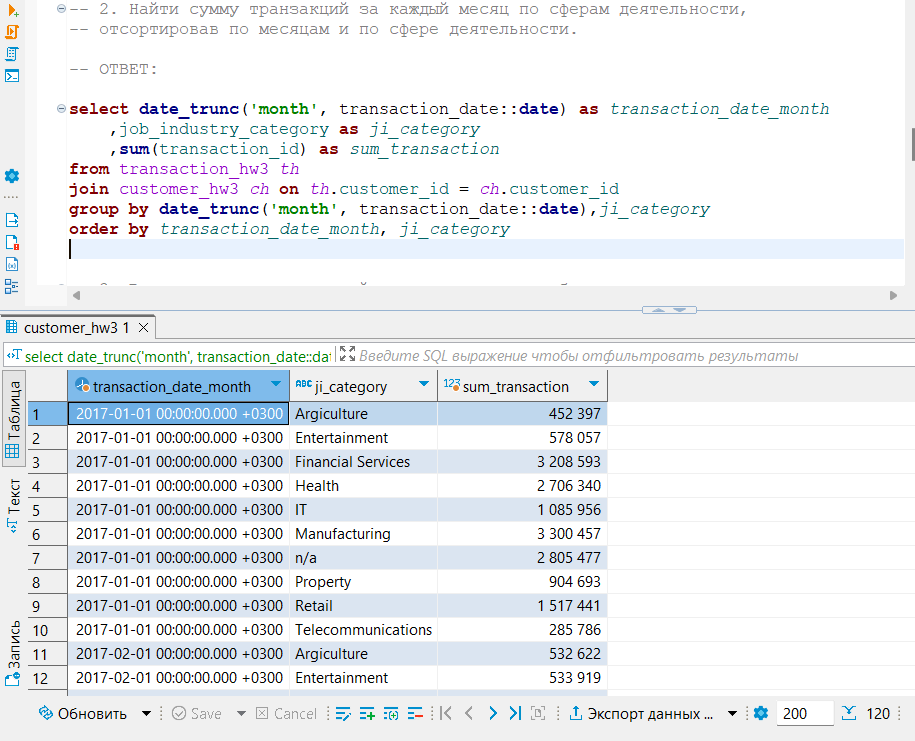 -- 2. Найти сумму транзакций за каждый месяц по сферам деятельности,
-- отсортировав по месяцам и по сфере деятельности.
-- ОТВЕТ:
select date_trunc('month', transaction_date::date) as transaction_date_month
,job_industry_category as ji_category
,sum(transaction_id) as sum_transaction
from transaction_hw3 th
join customer_hw3 ch on th.customer_id = ch.customer_id
group by date_trunc('month', transaction_date::date),ji_category
order by transaction_date_month, ji_category
customer_hw3 1
select date_trunc('month', transaction_date::dat Введите SQL выражение чтобы отфильтровать результаты
Таблица
Текст
Запись
transaction_date_month ABC ji_category 123 sum_transaction
1 2017-01-01 00:00:00.000 +0300 Argiculture 452 397
2 2017-01-01 00:00:00.000 +0300 Entertainment 578 057
3 2017-01-01 00:00:00.000 +0300 Financial Services 3 208 593
4 2017-01-01 00:00:00.000 +0300 Health 2 706 340
5 2017-01-01 00:00:00.000 +0300 IT 1 085 956
6 2017-01-01 00:00:00.000 +0300 Manufacturing 3 300 457
7 2017-01-01 00:00:00.000 +0300 n/a 2 805 477
8 2017-01-01 00:00:00.000 +0300 Property 904 693
9 2017-01-01 00:00:00.000 +0300 Retail 1 517 441
10 2017-01-01 00:00:00.000 +0300 Telecommunications 285 786
11 2017-02-01 00:00:00.000 +0300 Argiculture 532 622
12 2017-02-01 00:00:00.000 +0300 Entertainment 533 919
Обновить Save Cancel Экспорт данных ... 200 120